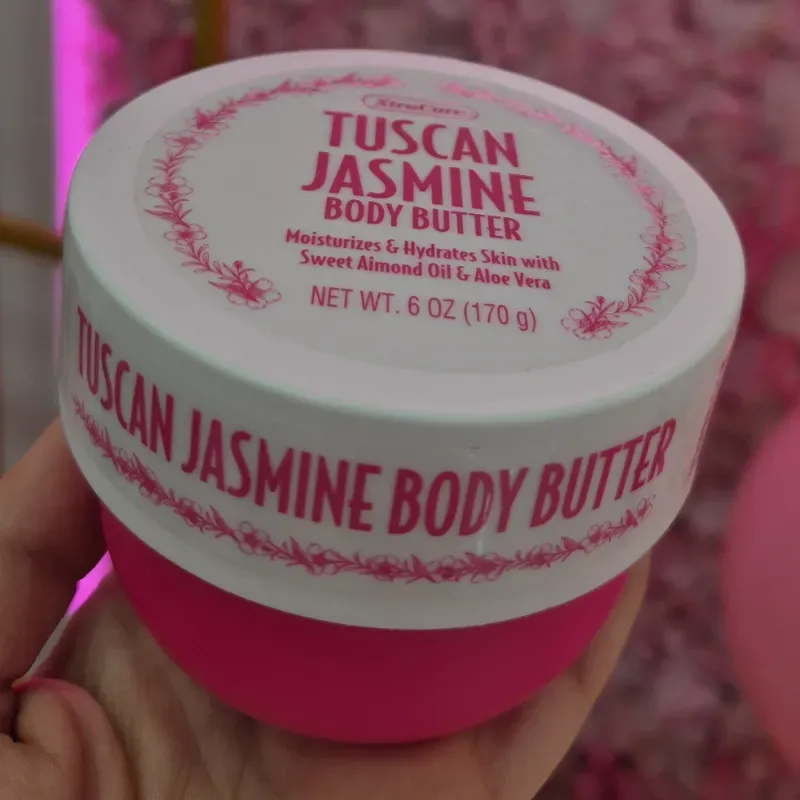 TUSCAN
JASMINE
BODY BUTTER
Moisturizes & Hydrates Skin with
Sweet Almond Oil & Aloe Vera
NET WT. 6 OZ (170 g)
TUSCAN JASMINE BODY BUTTER